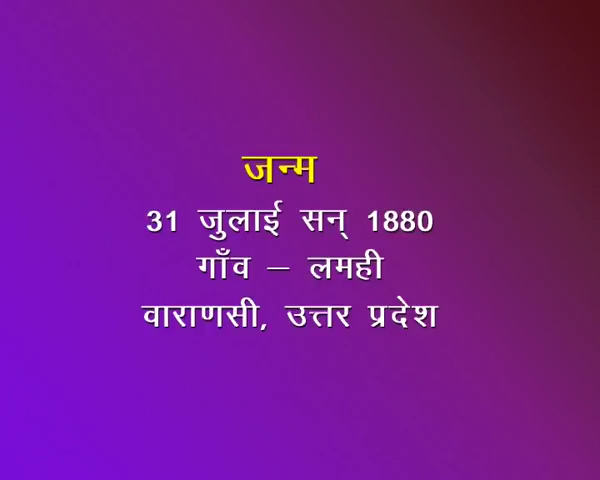 जन्म
31 जुलाई सन् 1880
गाँव – लमही
वाराणसी, उत्तर प्रदेश